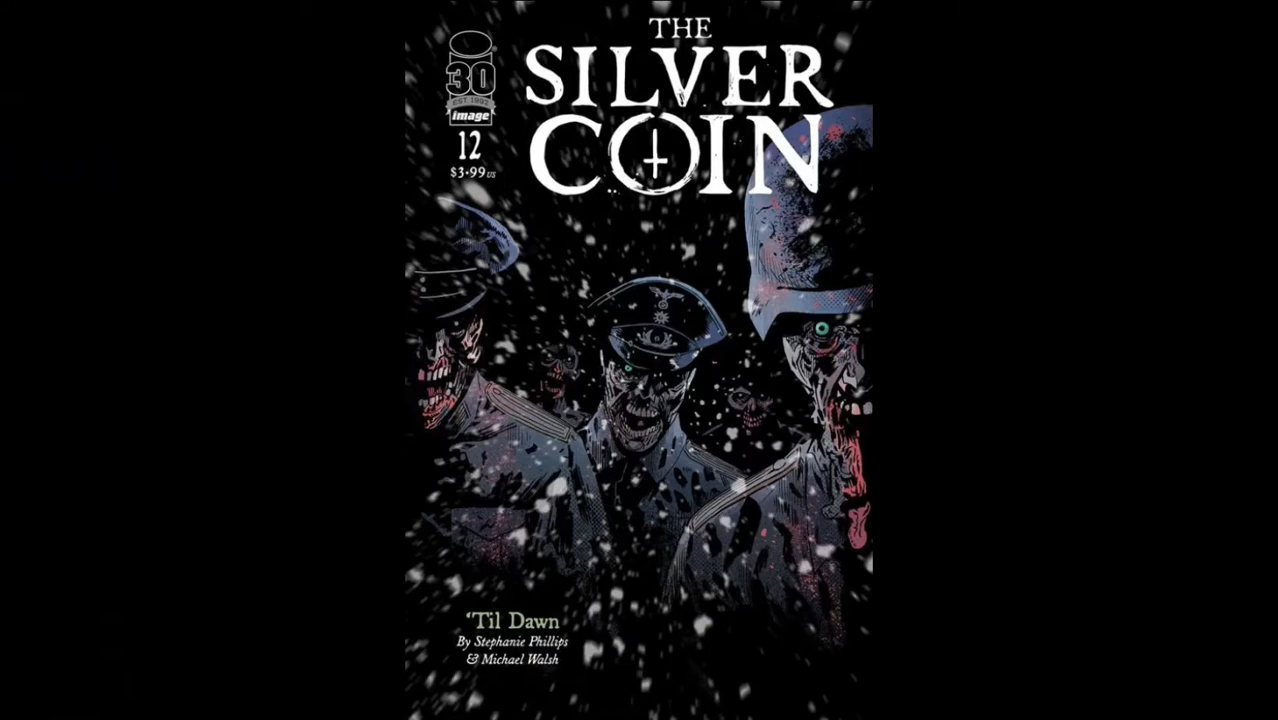 THE
SILVER
COIN
30
EST. 1992
image
12
$3.99 US
‘Til Dawn
By Stephanie Phillips
& Michael Walsh